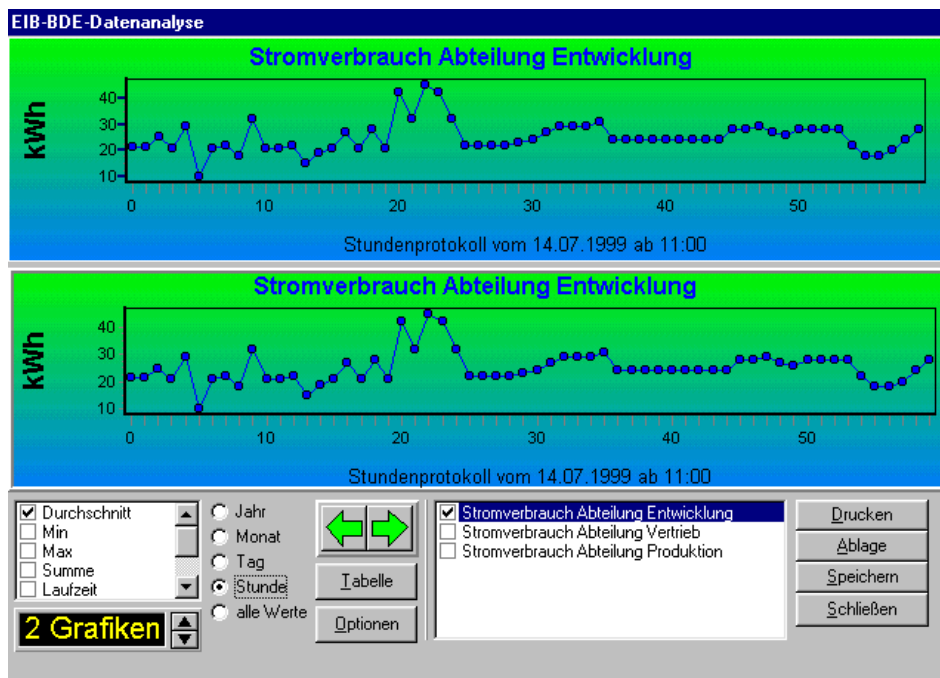 EIB-BDE-Datenanalyse
Stromverbrauch Abteilung Entwicklung
kWh
40
30
20
10
0 10 20 30 40 50
Stundenprotokoll vom 14.07.1999 ab 11:00
Stromverbrauch Abteilung Entwicklung
kWh
40
30
20
10
0 10 20 30 40 50
Stundenprotokoll vom 14.07.1999 ab 11:00
Durchschnitt
Min
Max
Summe
Laufzeit
2 Grafiken
Jahr
Monat
Tag
Stunde
alle Werte
Tabelle
Optionen
Stromverbrauch Abteilung Entwicklung
Stromverbrauch Abteilung Vertrieb
Stromverbrauch Abteilung Produktion
Drucken
Ablage
Speichern
Schließen